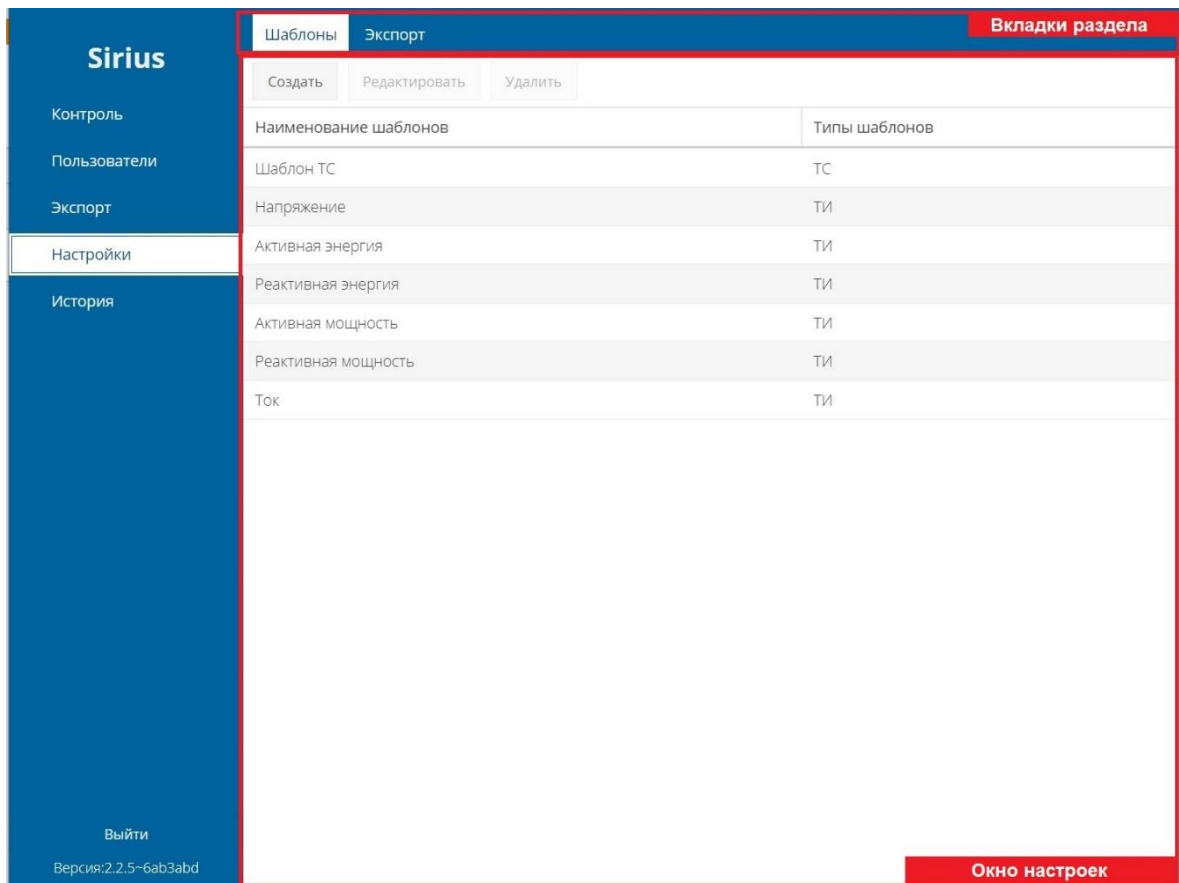 Sirius
Контроль
Пользователи
Экспорт
Настройки
История
Выйти
Версия:2.2.5~6ab3abd
Шаблоны Экспорт
Вкладки раздела
Создать Редактировать Удалить
Наименование шаблонов Типы шаблонов
Шаблон ТС ТС
Напряжение ТИ
Активная энергия ТИ
Реактивная энергия ТИ
Активная мощность ТИ
Реактивная мощность ТИ
Ток ТИ
Окно настроек